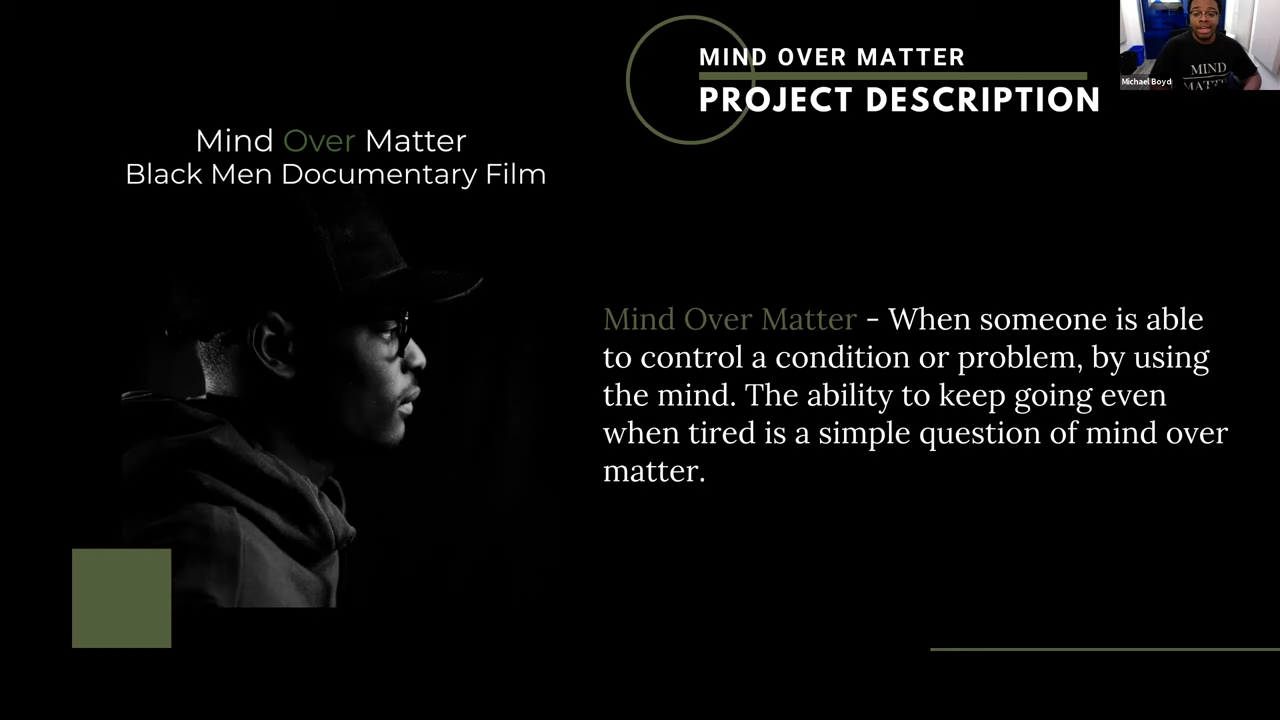 MIND OVER MATTER
PROJECT DESCRIPTION
Michael Boyd
MIND
MATTER
Mind Over Matter
Black Men Documentary Film
Mind Over Matter - When someone is able
to control a condition or problem, by using
the mind. The ability to keep going even
when tired is a simple question of mind over
matter.